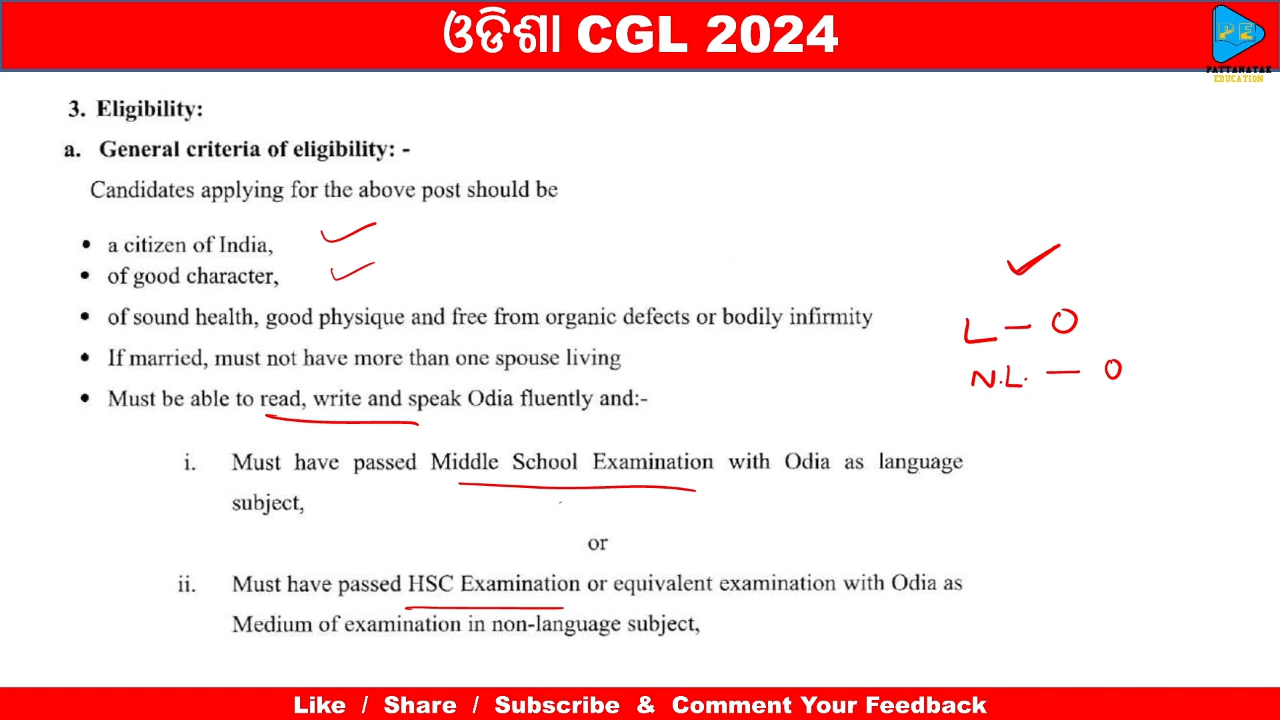 ଓଡିଶା CGL 2024
PE
PATTANAYAK
EDUCATION
3. Eligibility:
a. General criteria of eligibility: -
Candidates applying for the above post should be
• a citizen of India,
• of good character,
• of sound health, good physique and free from organic defects or bodily infirmity
• If married, must not have more than one spouse living
• Must be able to read, write and speak Odia fluently and:-
L - O
N.L. - O
i. Must have passed Middle School Examination with Odia as language
subject,
or
ii. Must have passed HSC Examination or equivalent examination with Odia as
Medium of examination in non-language subject,
Like / Share / Subscribe & Comment Your Feedback